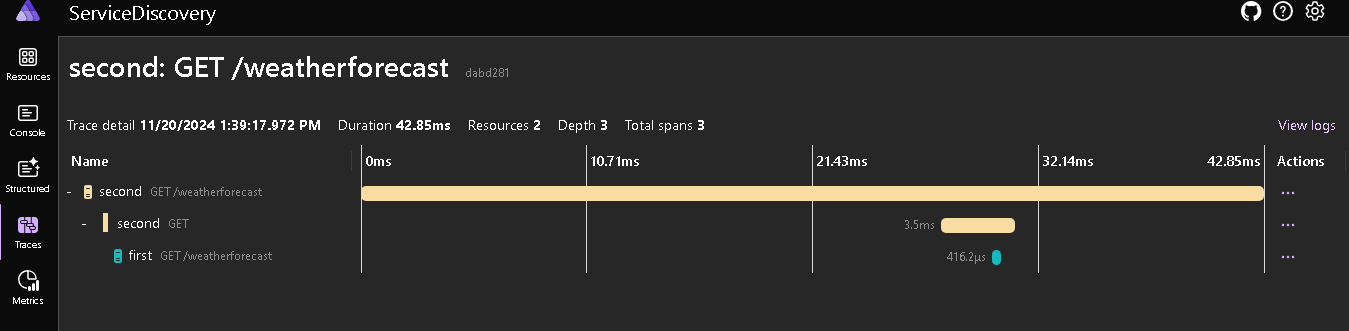 ServiceDiscovery
Resources
Console
Structured
Traces
Metrics
second: GET /weatherforecast dabd281
Trace detail 11/20/2024 1:39:17.972 PM Duration 42.85ms Resources 2 Depth 3 Total spans 3 View logs
Name 0ms 10.71ms 21.43ms 32.14ms 42.85ms Actions
- second GET /weatherforecast ...
- second GET 3.5ms ...
first GET /weatherforecast 416.2µs ...